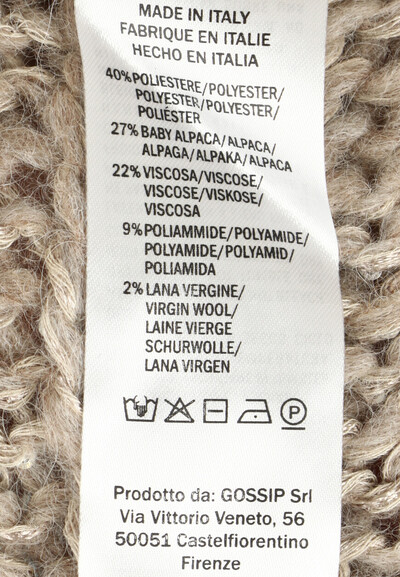 MADE IN ITALY
FABRIQUE EN ITALIE
HECHO EN ITALIA
40% POLIESTERE/POLYESTER/
POLYESTER/POLYESTER/
POLIÉSTER
27% BABY ALPACA/ALPACA/
ALPAGA/ALPAKA/ALPACA
22% VISCOSA/VISCOSE/
VISCOSE/VISKOSE/
VISCOSA
9% POLIAMMIDE/POLYAMIDE/
POLYAMIDE/POLYAMID/
POLIAMIDA
2% LANA VERGINE/
VIRGIN WOOL/
LAINE VIERGE
SCHURWOLLE/
LANA VIRGEN
P
Prodotto da: GOSSIP Srl
Via Vittorio Veneto, 56
50051 Castelfiorentino
Firenze